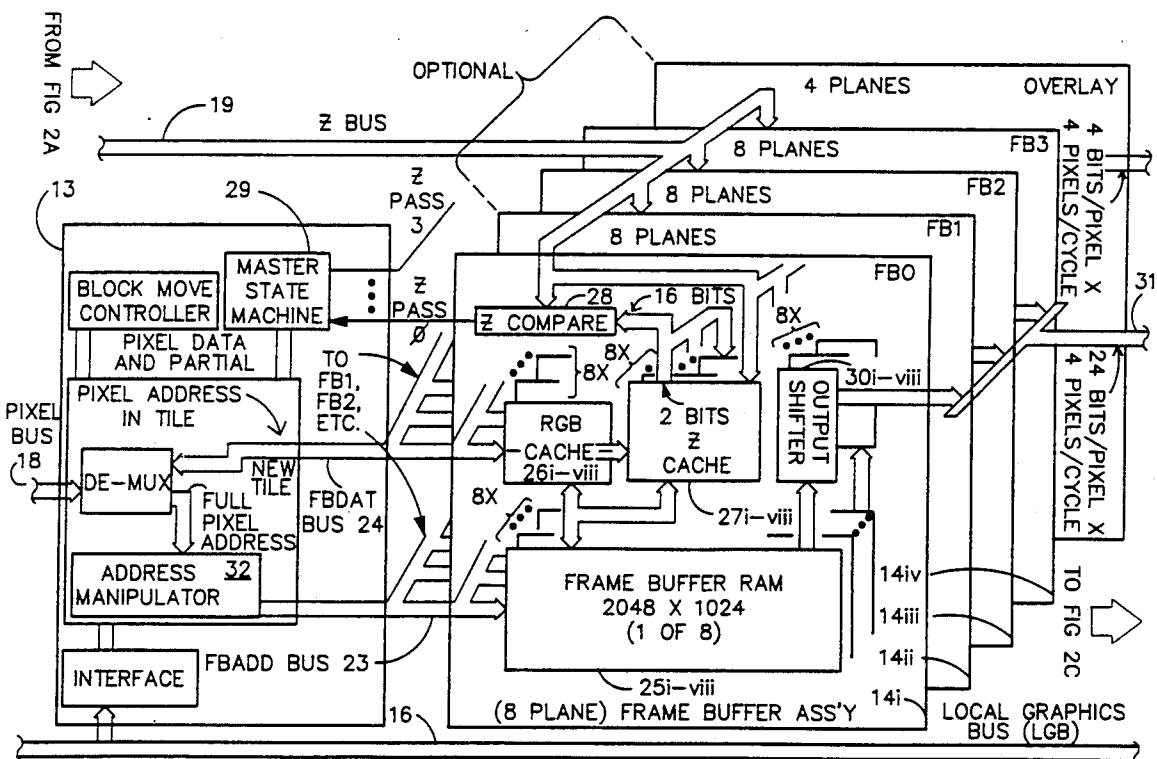 FROM FIG 2A
19
Z BUS
OPTIONAL
4 PLANES
OVERLAY
4 BITS/PIXEL X
4 PIXELS/CYCLE
8 PLANES
FB3
8 PLANES
FB2
8 PLANES
FB1
FB0
13
29
Z
PASS
3
MASTER
STATE
MACHINE
BLOCK MOVE
CONTROLLER
Z
PASS
Ø
28
Z COMPARE
16
BITS
8X
31
PIXEL DATA
AND PARTIAL
PIXEL ADDRESS
IN TILE
TO
FB1,
FB2,
ETC.
8X
8X
30i-viii
24 BITS/PIXEL X
4 PIXELS/CYCLE
PIXEL
BUS
18
DE-MUX
NEW
TILE
RGB
CACHE
26i-viii
2 BITS
Z
CACHE
OUTPUT
SHIFTER
FULL
PIXEL
ADDRESS
FBDAT
BUS 24
8X
27i-viii
ADDRESS 32
MANIPULATOR
FRAME BUFFER RAM
2048 X 1024
(1 OF 8)
14iv
14iii
TO FIG 2C
INTERFACE
FBADD BUS 23
25i-viii
14ii
14i
(8 PLANE) FRAME BUFFER ASS'Y
16
LOCAL GRAPHICS
BUS (LGB)